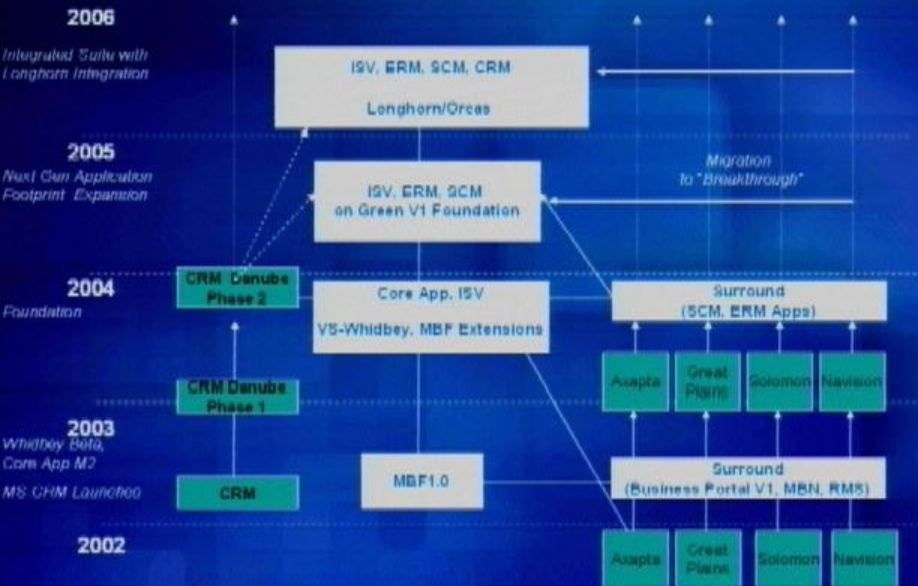 2006
Integrated Suite with
Longhorn Integration
ISV, ERM, SCM, CRM
Longhorn/Orcas
2005
Next Gen Application
Footprint Expansion
ISV, ERM, SCM
on Green V1 Foundation
Migration
to "Breakthrough"
2004
Foundation
CRM Danube
Phase 2
Core App, ISV
VS-Whidbey, MBF Extensions
Surround
(SCM, ERM Apps)
Axapta
Great
Plains
Solomon
Navision
CRM Danube
Phase 1
2003
Whidbey Beta,
Core App M2
MS CRM Launches
CRM
MBF1.0
Surround
(Business Portal V1, MBN, RMS)
2002
Axapta
Great
Plains
Solomon
Navision